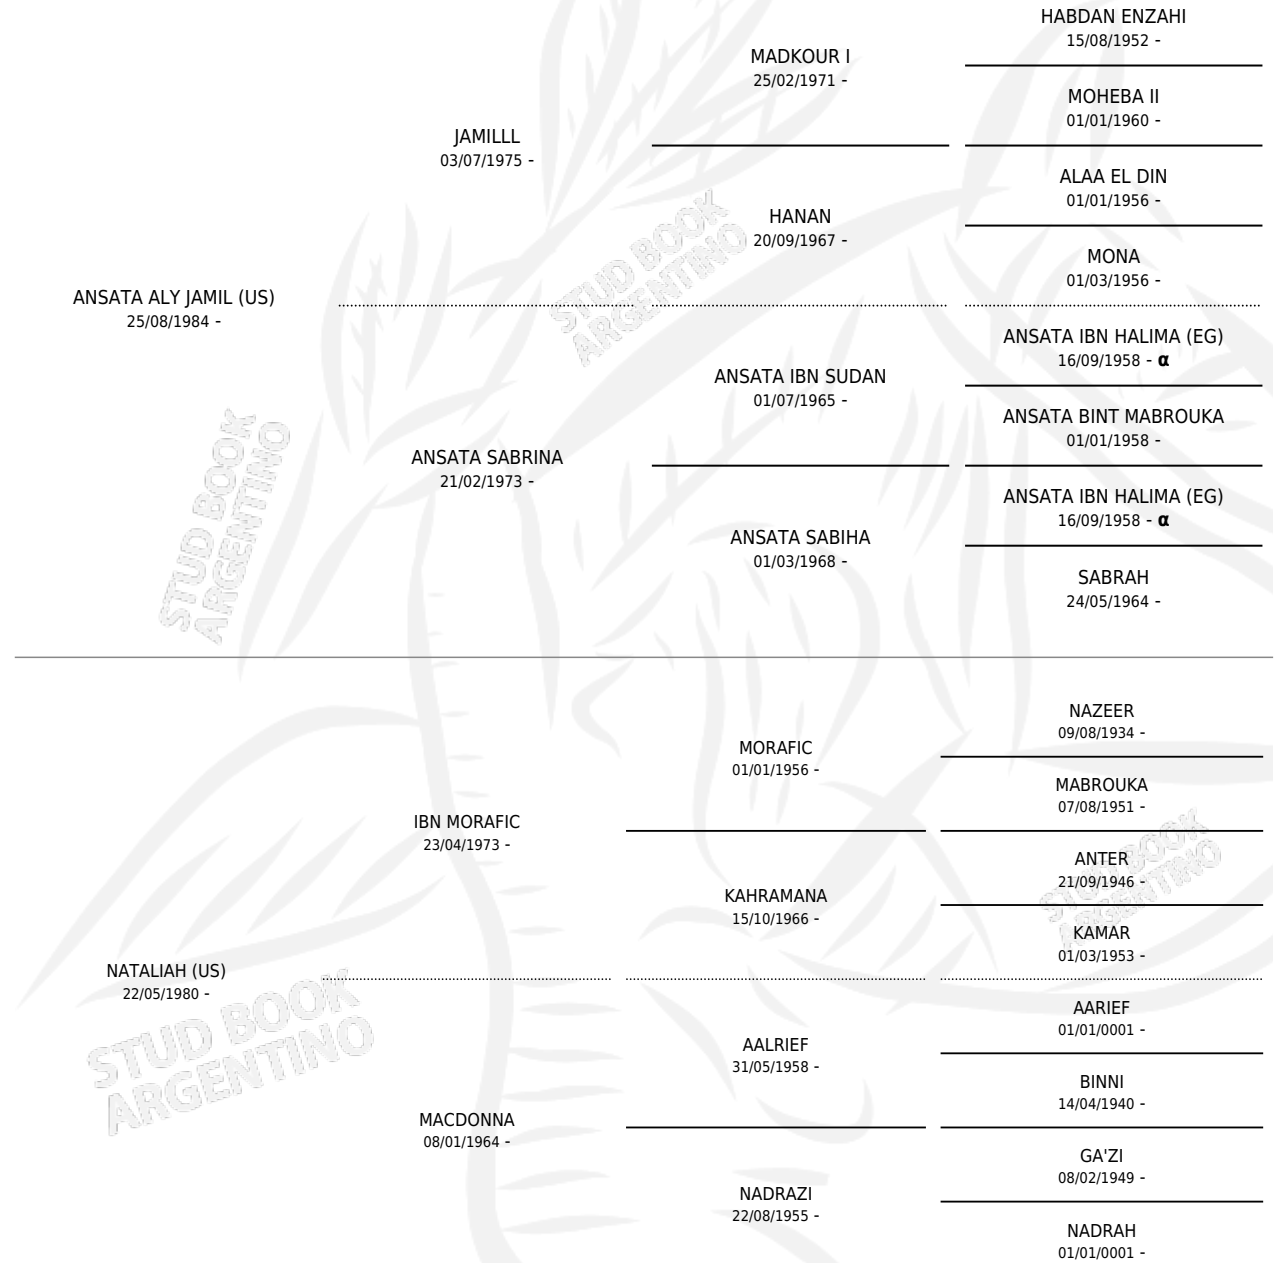 HABDAN ENZAHI
15/08/1952 -
MADKOUR I
25/02/1971 -
MOHEBA II
01/01/1960 -
JAMILLL
03/07/1975 -
ALAA EL DIN
01/01/1956 -
HANAN
20/09/1967 -
MONA
01/03/1956 -
STUD BOOK
ARGENTINO
ANSATA ALY JAMIL (US)
25/08/1984 -
ANSATA IBN HALIMA (EG)
16/09/1958 - α
ANSATA IBN SUDAN
01/07/1965 -
ANSATA BINT MABROUKA
01/01/1958 -
ANSATA SABRINA
21/02/1973 -
ANSATA IBN HALIMA (EG)
16/09/1958 - α
ANSATA SABIHA
01/03/1968 -
SABRAH
24/05/1964 -
STUD BOOK
ARGENTINO
NAZEER
09/08/1934 -
MORAFIC
01/01/1956 -
MABROUKA
07/08/1951 -
IBN MORAFIC
23/04/1973 -
ANTER
21/09/1946 -
KAHRAMANA
15/10/1966 -
KAMAR
01/03/1953 -
STUD BOOK
ARGENTINO
NATALIAH (US)
22/05/1980 -
AARIEF
01/01/0001 -
AALRIEF
31/05/1958 -
BINNI
14/04/1940 -
STUD BOOK
ARGENTINO
MACDONNA
08/01/1964 -
GA'ZI
08/02/1949 -
NADRAZI
22/08/1955 -
NADRAH
01/01/0001 -